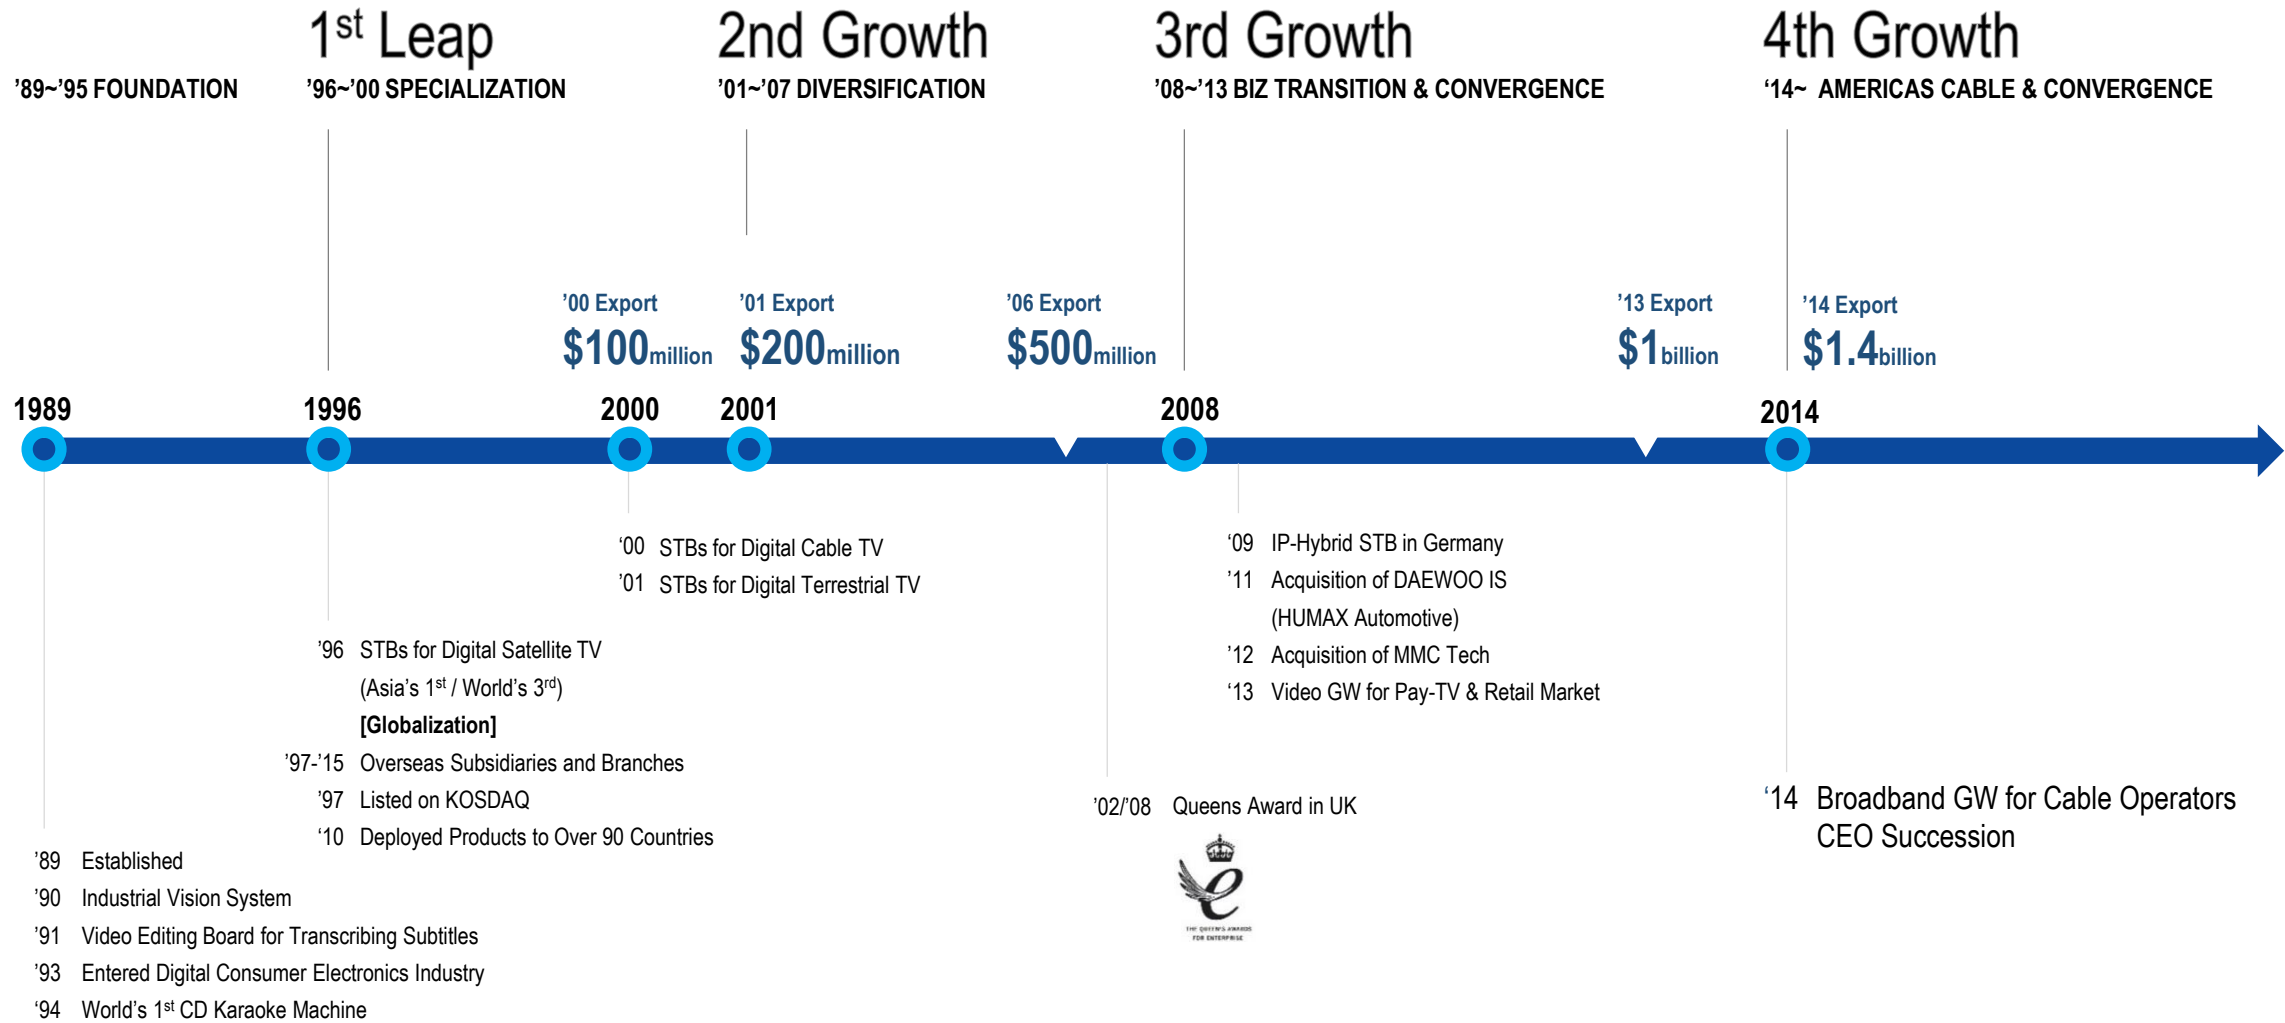 1st Leap
2nd Growth
3rd Growth
4th Growth
’89~’95 FOUNDATION
’96~’00 SPECIALIZATION
’01~’07 DIVERSIFICATION
’08~’13 BIZ TRANSITION & CONVERGENCE
‘14~ AMERICAS CABLE & CONVERGENCE
’00 Export
$100million
’01 Export
$200million
’06 Export
$500million
’13 Export
$1billion
’14 Export
$1.4billion
1989
1996
2000
2001
2008
2014
‘00 STBs for Digital Cable TV
’01 STBs for Digital Terrestrial TV
‘09 IP-Hybrid STB in Germany
’11 Acquisition of DAEWOO IS
(HUMAX Automotive)
’12 Acquisition of MMC Tech
‘13 Video GW for Pay-TV & Retail Market
’96 STBs for Digital Satellite TV
(Asia’s 1st / World’s 3rd)
[Globalization]
’97-’15 Overseas Subsidiaries and Branches
’97 Listed on KOSDAQ
‘10 Deployed Products to Over 90 Countries
’02/’08 Queens Award in UK
THE QUEEN'S AWARDS
FOR ENTERPRISE
‘14 Broadband GW for Cable Operators
CEO Succession
’89 Established
’90 Industrial Vision System
’91 Video Editing Board for Transcribing Subtitles
’93 Entered Digital Consumer Electronics Industry
‘94 World’s 1st CD Karaoke Machine